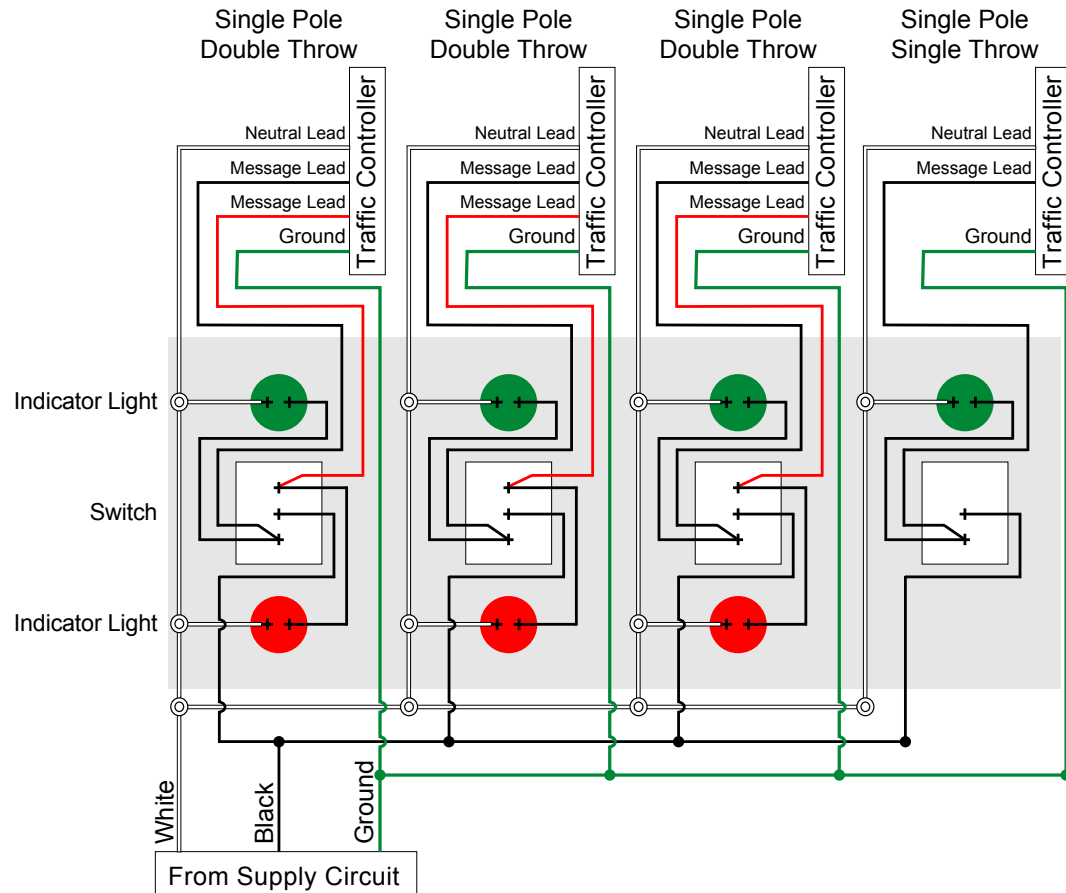 Single Pole
Double Throw
Single Pole
Double Throw
Single Pole
Double Throw
Single Pole
Single Throw
Neutral Lead
Message Lead
Message Lead
Ground
Traffic Controller
Neutral Lead
Message Lead
Message Lead
Ground
Traffic Controller
Neutral Lead
Message Lead
Message Lead
Ground
Traffic Controller
Neutral Lead
Message Lead
Ground
Traffic Controller
Indicator Light
Switch
Indicator Light
White
Black
Ground
From Supply Circuit